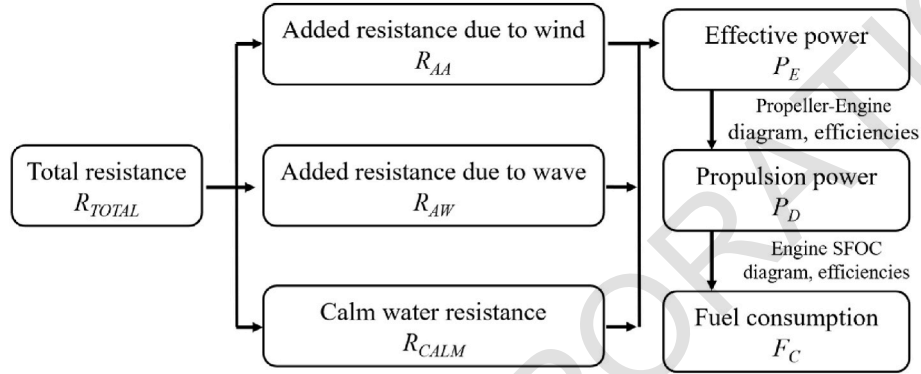 Added resistance due to wind
R_AA
Effective power
P_E
Propeller-Engine
diagram, efficiencies
Total resistance
R_TOTAL
Added resistance due to wave
R_AW
Propulsion power
P_D
Engine SFOC
diagram, efficiencies
Calm water resistance
R_CALM
Fuel consumption
F_C